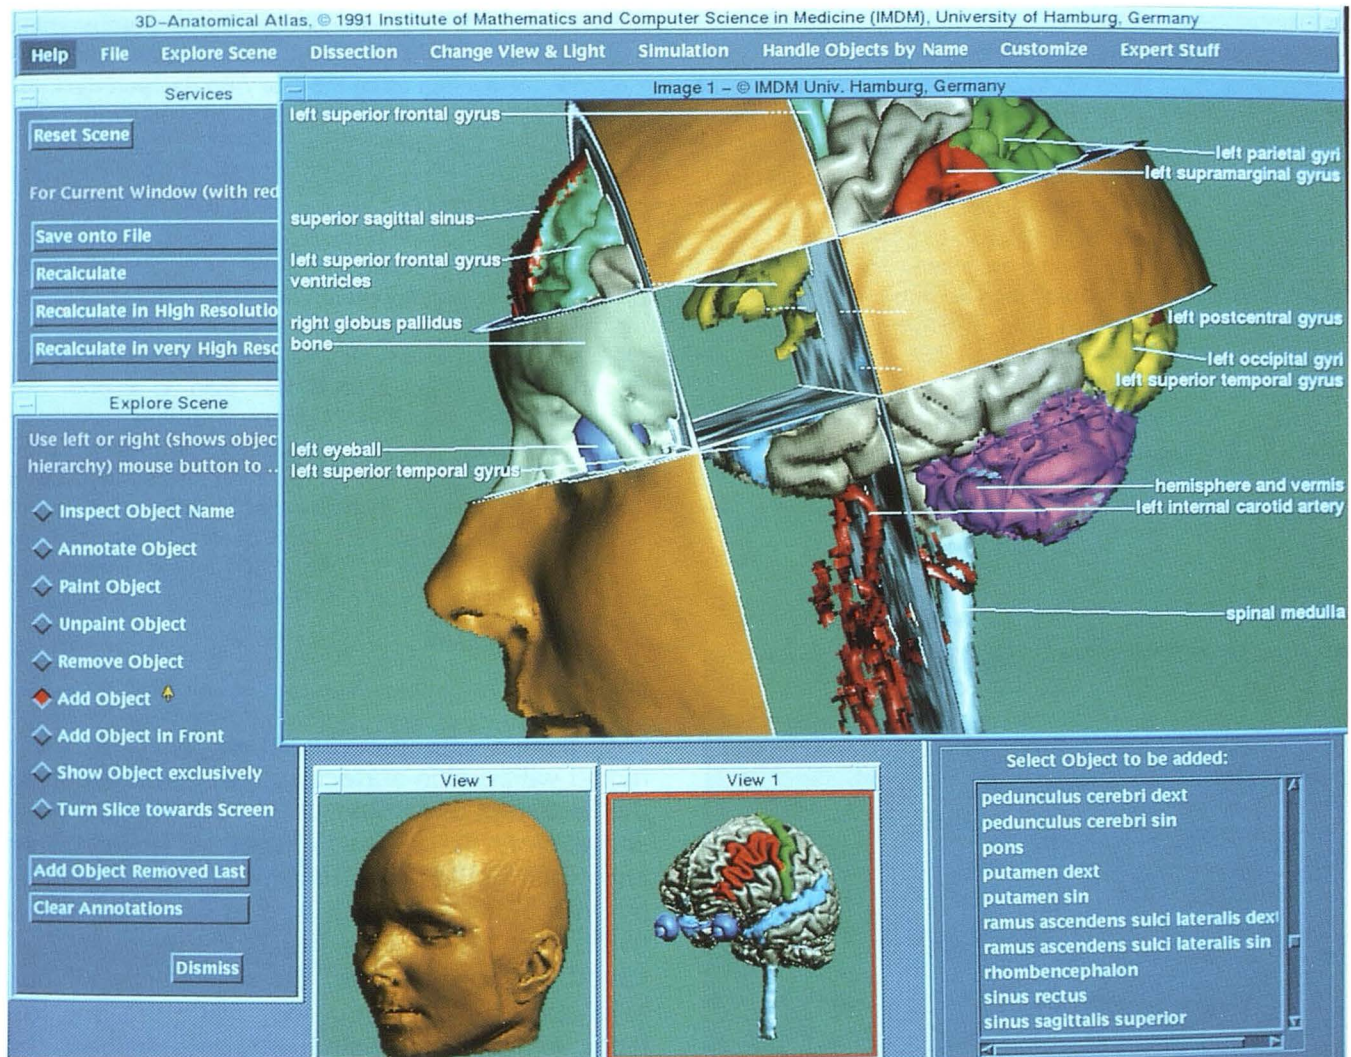 3D-Anatomical Atlas, © 1991 Institute of Mathematics and Computer Science in Medicine (IMDM), University of Hamburg, Germany
Help File Explore Scene Dissection Change View & Light Simulation Handle Objects by Name Customize Expert Stuff
Services
Reset Scene
For Current Window (with red
Save onto File
Recalculate
Recalculate in High Resolutio
Recalculate in very High Resc
Explore Scene
Use left or right (shows objec
hierarchy) mouse button to ..
Inspect Object Name
Annotate Object
Paint Object
Unpaint Object
Remove Object
Add Object
Add Object in Front
Show Object exclusively
Turn Slice towards Screen
Add Object Removed Last
Clear Annotations
Dismiss
Image 1 - © IMDM Univ. Hamburg, Germany
left superior frontal gyrus
superior sagittal sinus
left superior frontal gyrus
ventricles
right globus pallidus
bone
left eyeball
left superior temporal gyrus
left parietal gyri
left supramarginal gyrus
left postcentral gyrus
left occipital gyri
left superior temporal gyrus
hemisphere and vermis
left internal carotid artery
spinal medulla
View 1
View 1
Select Object to be added:
pedunculus cerebri dext
pedunculus cerebri sin
pons
putamen dext
putamen sin
ramus ascendens sulci lateralis dext
ramus ascendens sulci lateralis sin
rhombencephalon
sinus rectus
sinus sagittalis superior